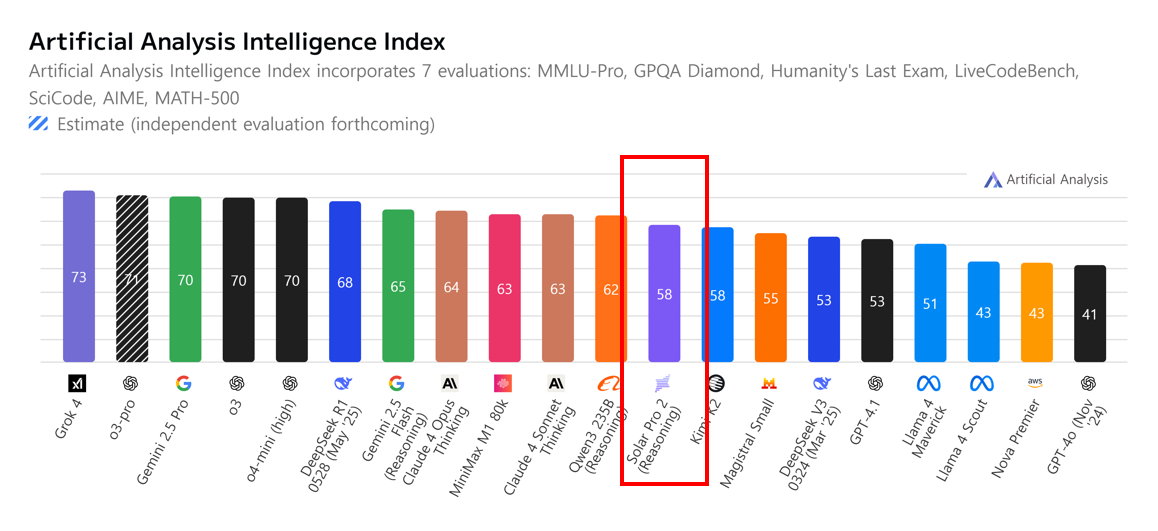 Artificial Analysis Intelligence Index
Artificial Analysis Intelligence Index incorporates 7 evaluations: MMLU-Pro, GPQA Diamond, Humanity's Last Exam, LiveCodeBench,
SciCode, AIME, MATH-500
Estimate (independent evaluation forthcoming)
Artificial Analysis
73
71
70
70
70
68
65
64
63
63
62
58
58
55
53
53
51
43
43
41
aws
Grok 4
o3-pro
Gemini 2.5 Pro
o3
o4-mini (high)
DeepSeek R1
0528 (May '25)
Gemini 2.5
Flash
(Reasoning)
Claude 4 Opus
Thinking
MiniMax M1 80k
Claude 4 Sonnet
Thinking
Qwen3 235B
(Reasoning)
Solar Pro 2
(Reasoning)
Kimi K2
Magistral Small
DeepSeek V3
0324 (Mar '25)
GPT-4.1
Llama 4
Maverick
Llama 4 Scout
Nova Premier
GPT-4o (Nov
'24)